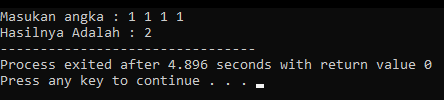 Masukan angka : 1 1 1 1
Hasilnya Adalah : 2
--------------------------------
Process exited after 4.896 seconds with return value 0
Press any key to continue . . .